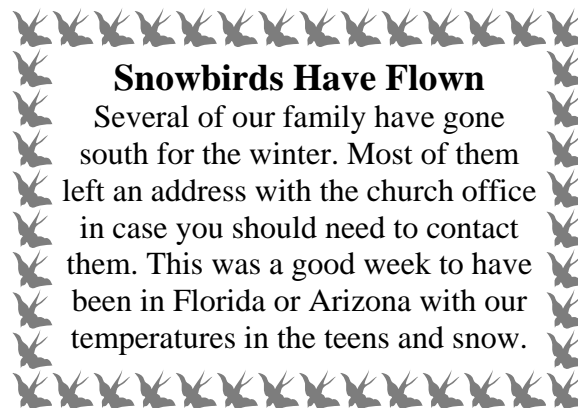 Snowbirds Have Flown
Several of our family have gone
south for the winter. Most of them
left an address with the church office
in case you should need to contact
them. This was a good week to have
been in Florida or Arizona with our
temperatures in the teens and snow.